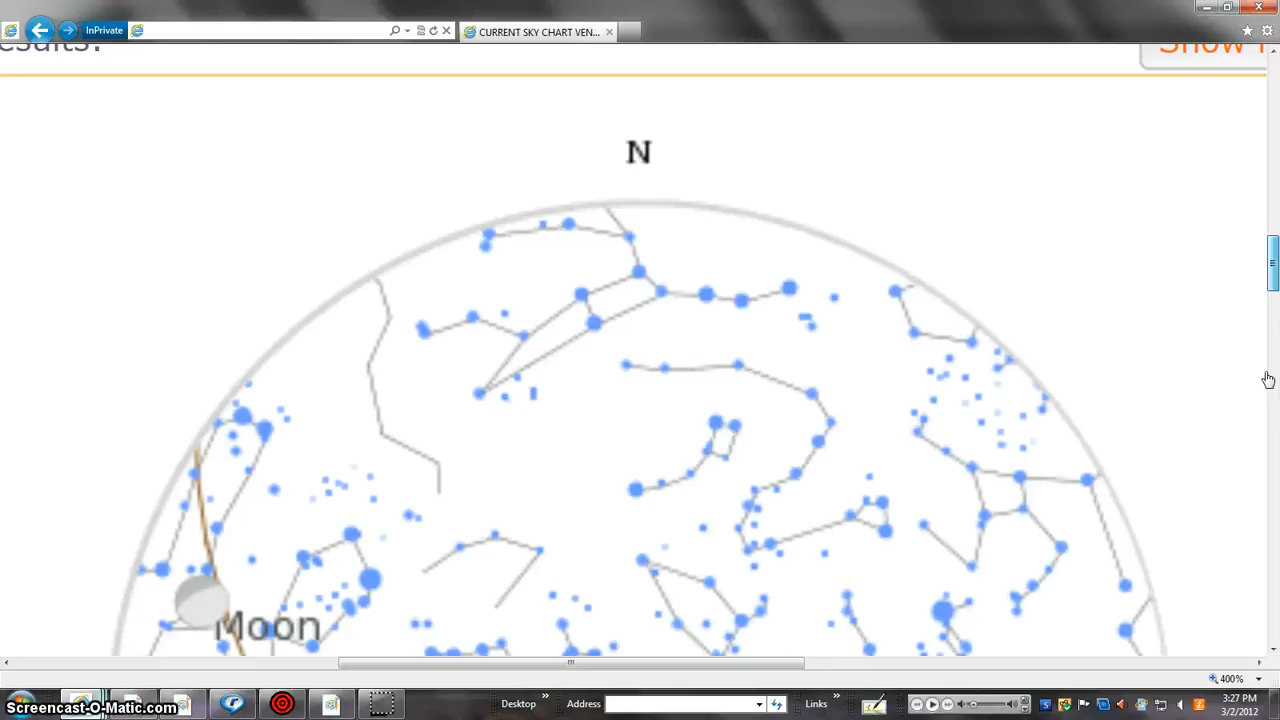 InPrivate
CURRENT SKY CHART VEN...
esults:
Show
N
Moon
400%
Desktop
Address
Links
3:27 PM
3/2/2012
Screencast-O-Matic.com